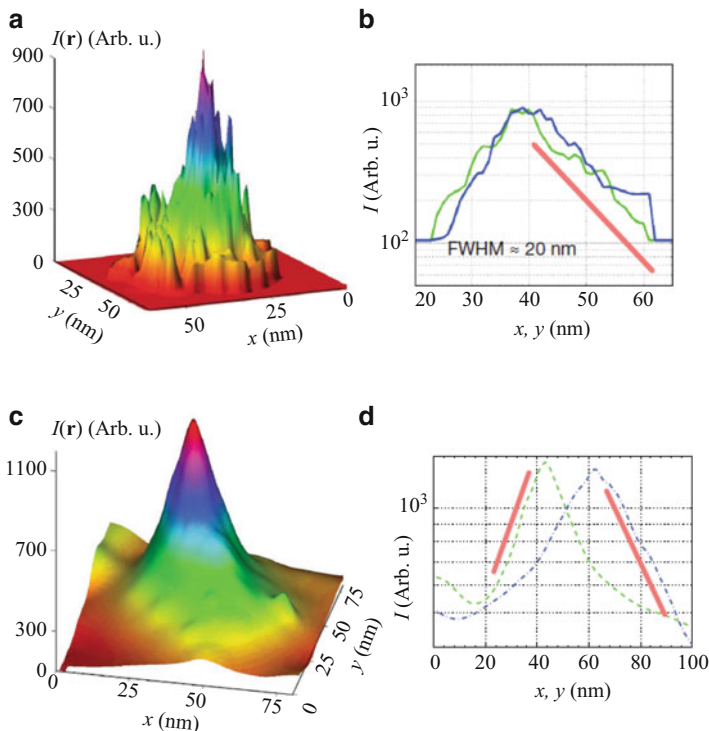 a
I(r) (Arb. u.)
900
700
500
300
0
25
50
y (nm)
50
25
0
x (nm)
b
10³
10²
I (Arb. u.)
FWHM ≈ 20 nm
20 30 40 50 60
x, y (nm)
c
I(r) (Arb. u.)
1100
700
300
0
0
25
50
75
x (nm)
0
25
50
75
y (nm)
d
10³
I (Arb. u.)
0 20 40 60 80 100
x, y (nm)